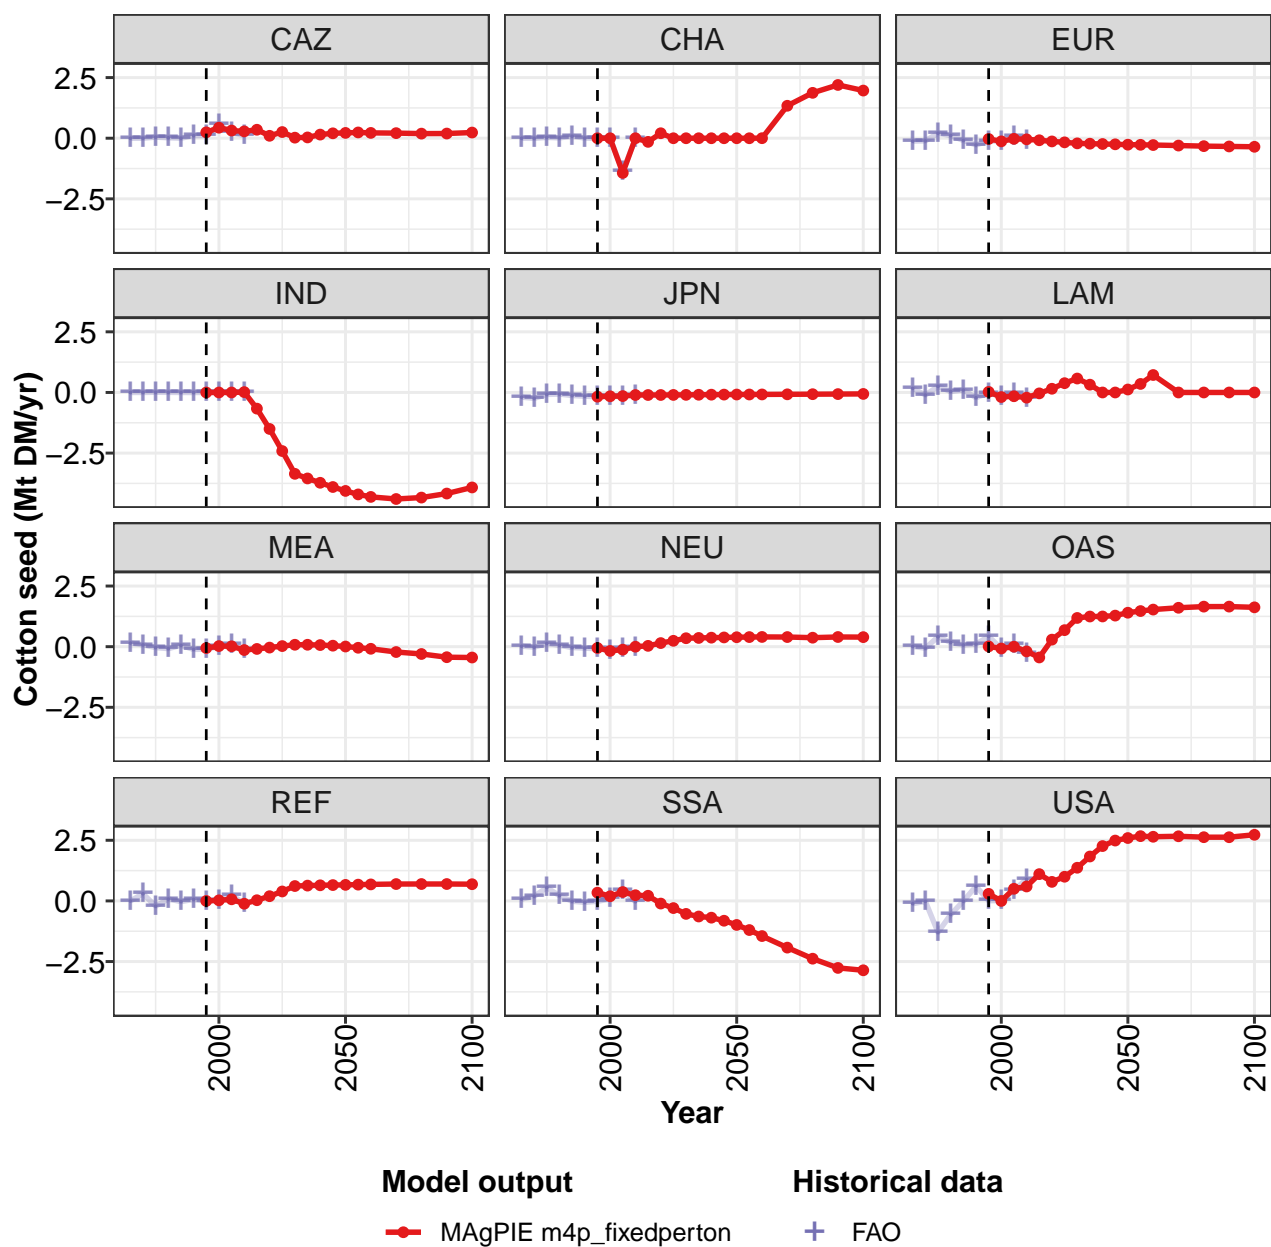 CAZ CHA EUR
2.5
0.0
−2.5
IND JPN LAM
2.5
0.0
−2.5
MEA NEU OAS
2.5
0.0
−2.5
REF SSA USA
2.5
0.0
−2.5
Cotton seed (Mt DM/yr)
2000 2050 2100 2000 2050 2100 2000 2050 2100
Year
Model output Historical data
MAgPIE m4p_fixedperton FAO